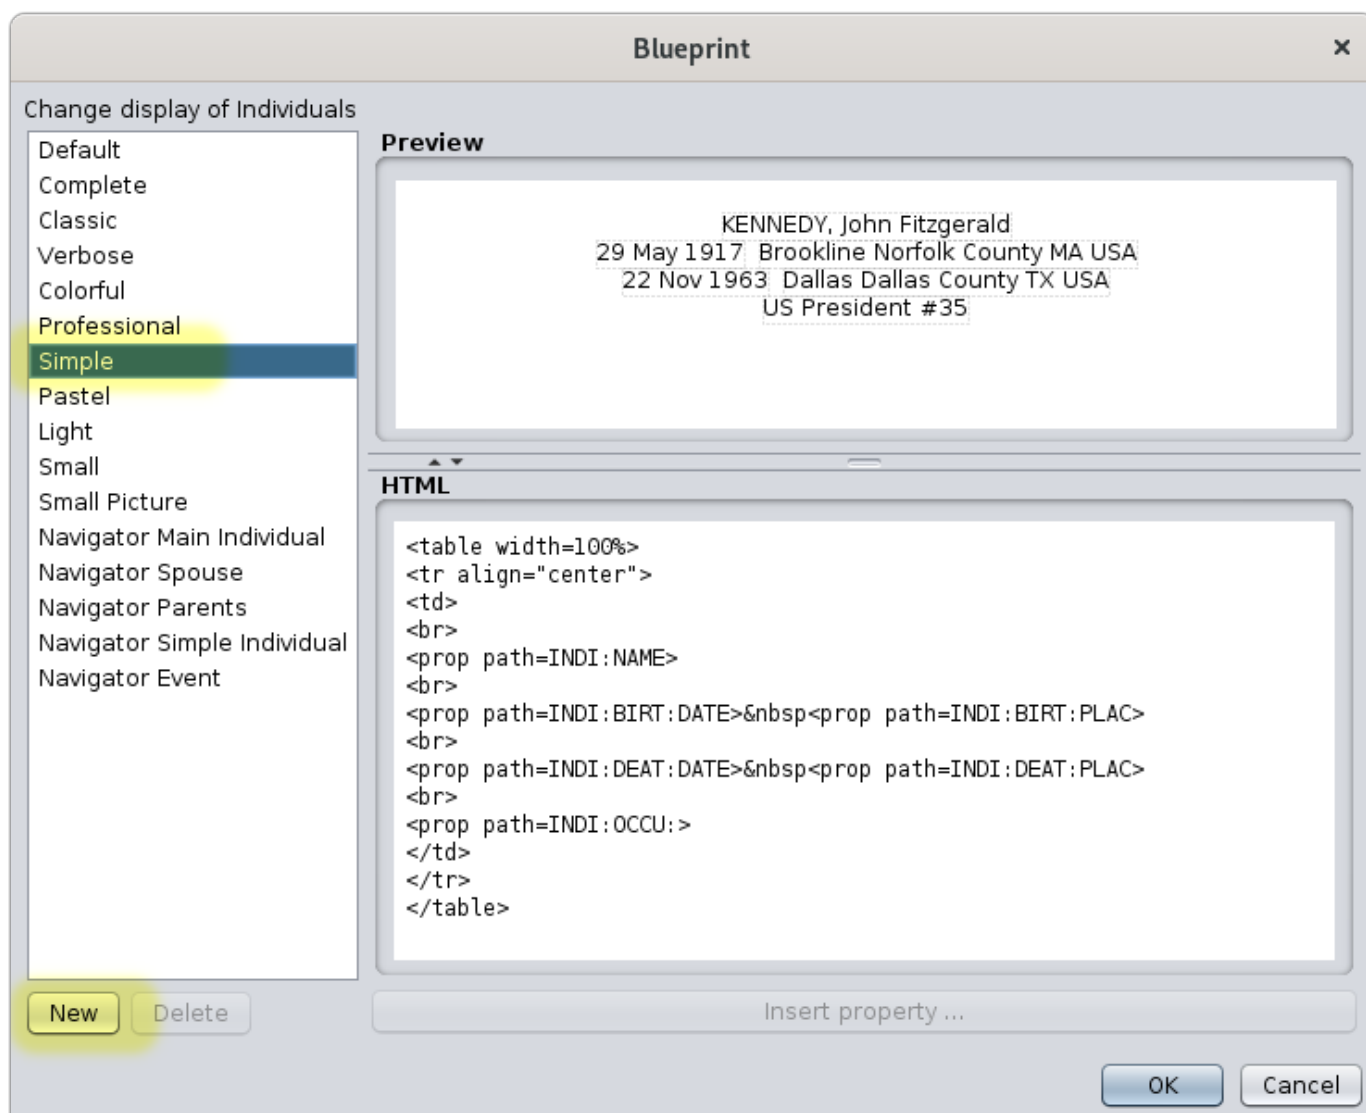 Blueprint
×
Change display of Individuals
Default
Complete
Classic
Verbose
Colorful
Professional
Simple
Pastel
Light
Small
Small Picture
Navigator Main Individual
Navigator Spouse
Navigator Parents
Navigator Simple Individual
Navigator Event
New
Delete
Preview
KENNEDY, John Fitzgerald
29 May 1917 Brookline Norfolk County MA USA
22 Nov 1963 Dallas Dallas County TX USA
US President #35
HTML
<table width=100%>
<tr align="center">
<td>
<br>
<prop path=INDI:NAME>
<br>
<prop path=INDI:BIRT:DATE>&nbsp<prop path=INDI:BIRT:PLAC>
<br>
<prop path=INDI:DEAT:DATE>&nbsp<prop path=INDI:DEAT:PLAC>
<br>
<prop path=INDI:OCCU:>
</td>
</tr>
</table>
Insert property ...
OK
Cancel